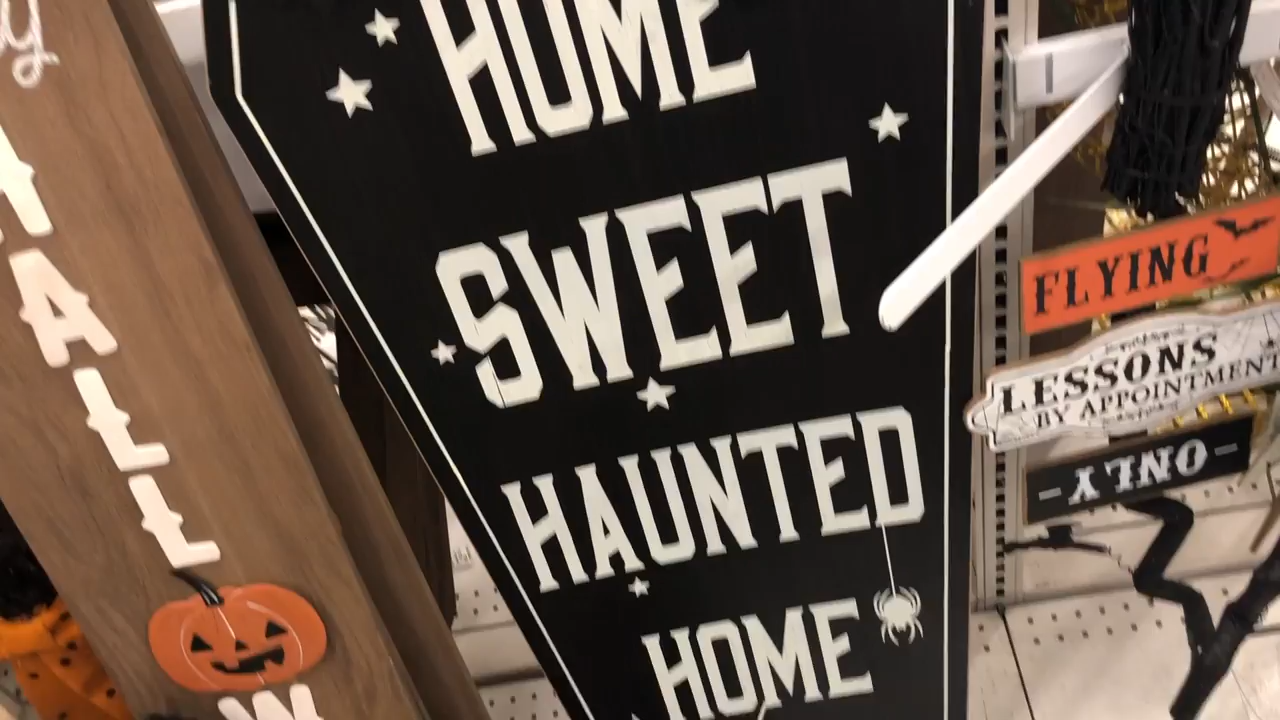 HOME
SWEET
HAUNTED
HOME
FLYING
LESSONS
BY APPOINTMENT
ONLY
ALL
W